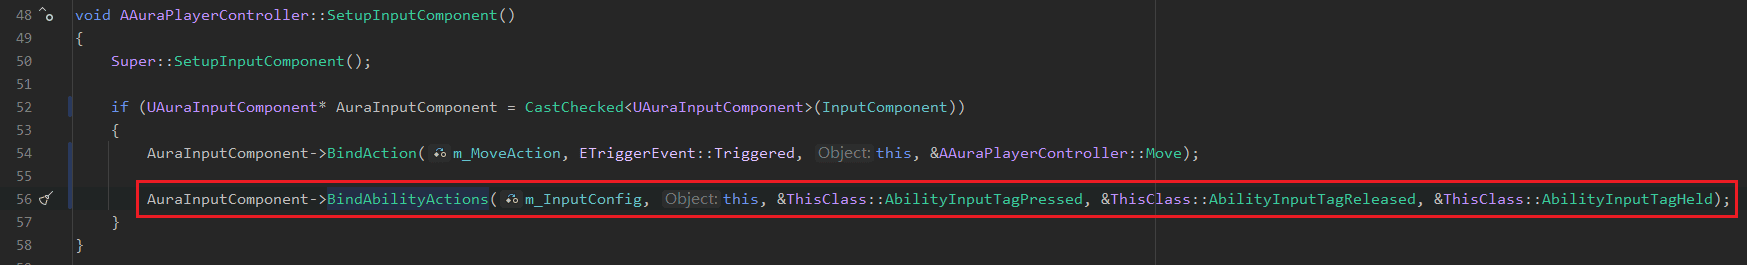 48 void AAuraPlayerController::SetupInputComponent()
49 {
50 Super::SetupInputComponent();
51
52 if (UAuraInputComponent* AuraInputComponent = CastChecked<UAuraInputComponent>(InputComponent))
53 {
54 AuraInputComponent->BindAction(m_MoveAction, ETriggerEvent::Triggered, Object:this, &AAuraPlayerController::Move);
55
56 AuraInputComponent->BindAbilityActions(m_InputConfig, Object:this, &ThisClass::AbilityInputTagPressed, &ThisClass::AbilityInputTagReleased, &ThisClass::AbilityInputTagHeld);
57 }
58 }